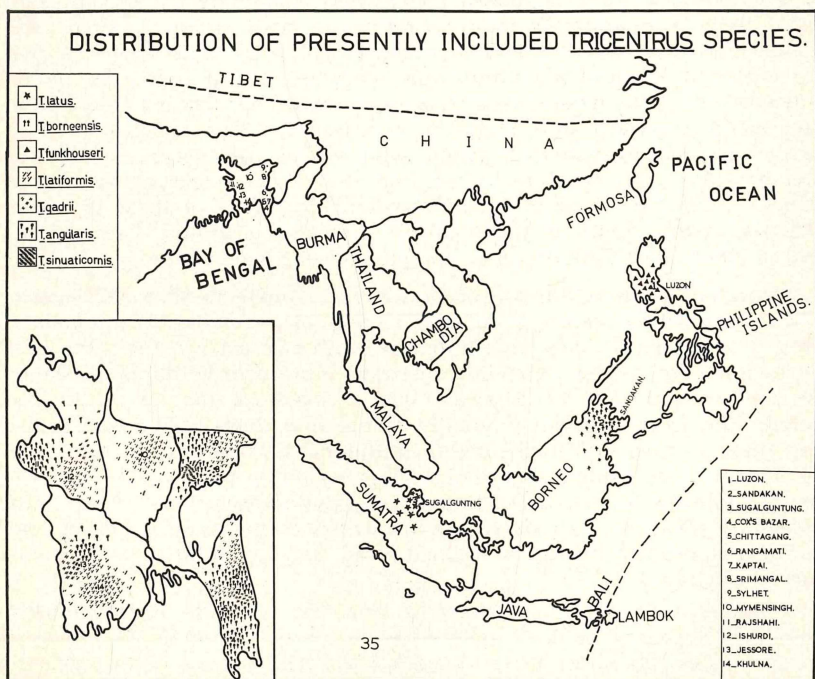 DISTRIBUTION OF PRESENTLY INCLUDED TRICENTRUS SPECIES.
T.latus.
T.borneensis.
T.funkhouseri.
T.latiformis.
T.gadrii.
T.angularis.
T.sinuaticornis.
TIBET
CHINA
PACIFIC
OCEAN
FORMOSA
BURMA
BAY OF
BENGAL
THAILAND
CHAMBO
DIA
LUZON
PHILIPPINE
ISLANDS.
SANDAKAN.
MALAYA
BORNEO
SUMATRA
SUGALGUNTNG
JAVA
BALI
LAMBOK
1_LUZON.
2_SANDAKAN.
3_SUGALGUNTUNG.
4_COX'S BAZAR.
5_CHITTAGANG.
6_RANGAMATI.
7_KAPTAI.
8_SRIMANGAL.
9_SYLHET.
10_MYMENSINGH.
11_RAJSHAHI.
12_ISHURDI.
13_JESSORE.
14_KHULNA.
35